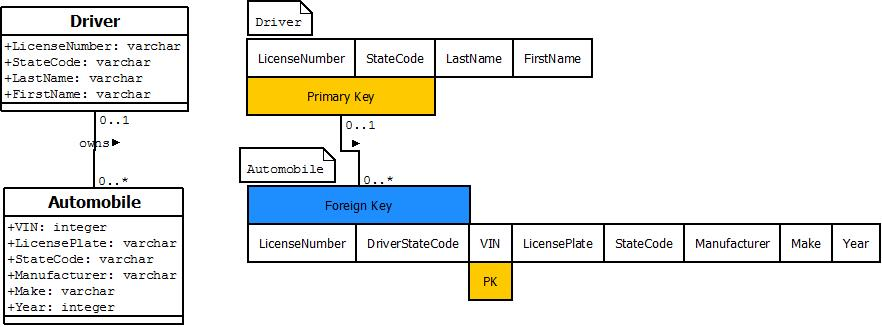 Driver
+LicenseNumber: varchar
+StateCode: varchar
+LastName: varchar
+FirstName: varchar
0..1
owns
0..*
Automobile
+VIN: integer
+LicensePlate: varchar
+StateCode: varchar
+Manufacturer: varchar
+Make: varchar
+Year: integer
Driver
LicenseNumber StateCode LastName FirstName
Primary Key
0..1
0..*
Automobile
Foreign Key
LicenseNumber DriverStateCode VIN LicensePlate StateCode Manufacturer Make Year
PK